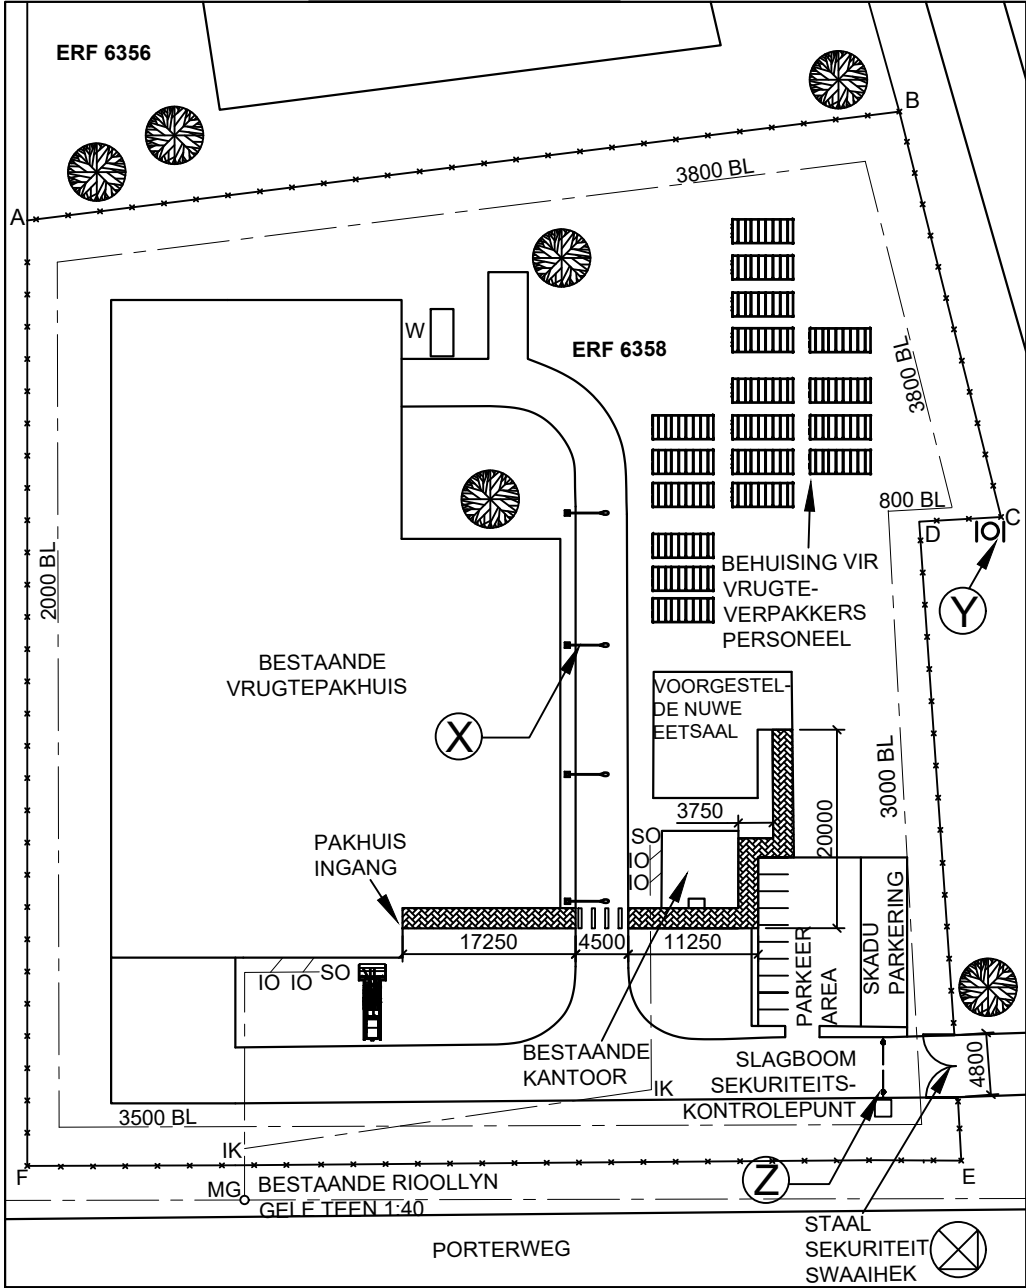 ERF 6356
B
3800 BL
A
W
ERF 6358
3800 BL
800 BL
C
D
IOI
2000 BL
BEHUISING VIR
VRUGTE-
VERPAKKERS
PERSONEEL
Y
BESTAANDE
VRUGTEPAKHUIS
X
VOORGESTEL-
DE NUWE
EETSAAL
3000 BL
3750
20000
PAKHUIS
INGANG
SO
IO
IO
17250
4500
11250
PARKEER
AREA
SKADU
PARKERING
IO IO SO
BESTAANDE
KANTOOR
IK
SLAGBOOM
SEKURITEITS-
KONTROLEPUNT
4800
3500 BL
IK
F
E
MG
BESTAANDE RIOOLLYN
GELE TEEN 1:40
Z
PORTERWEG
STAAL
SEKURITEIT
SWAAIHEK